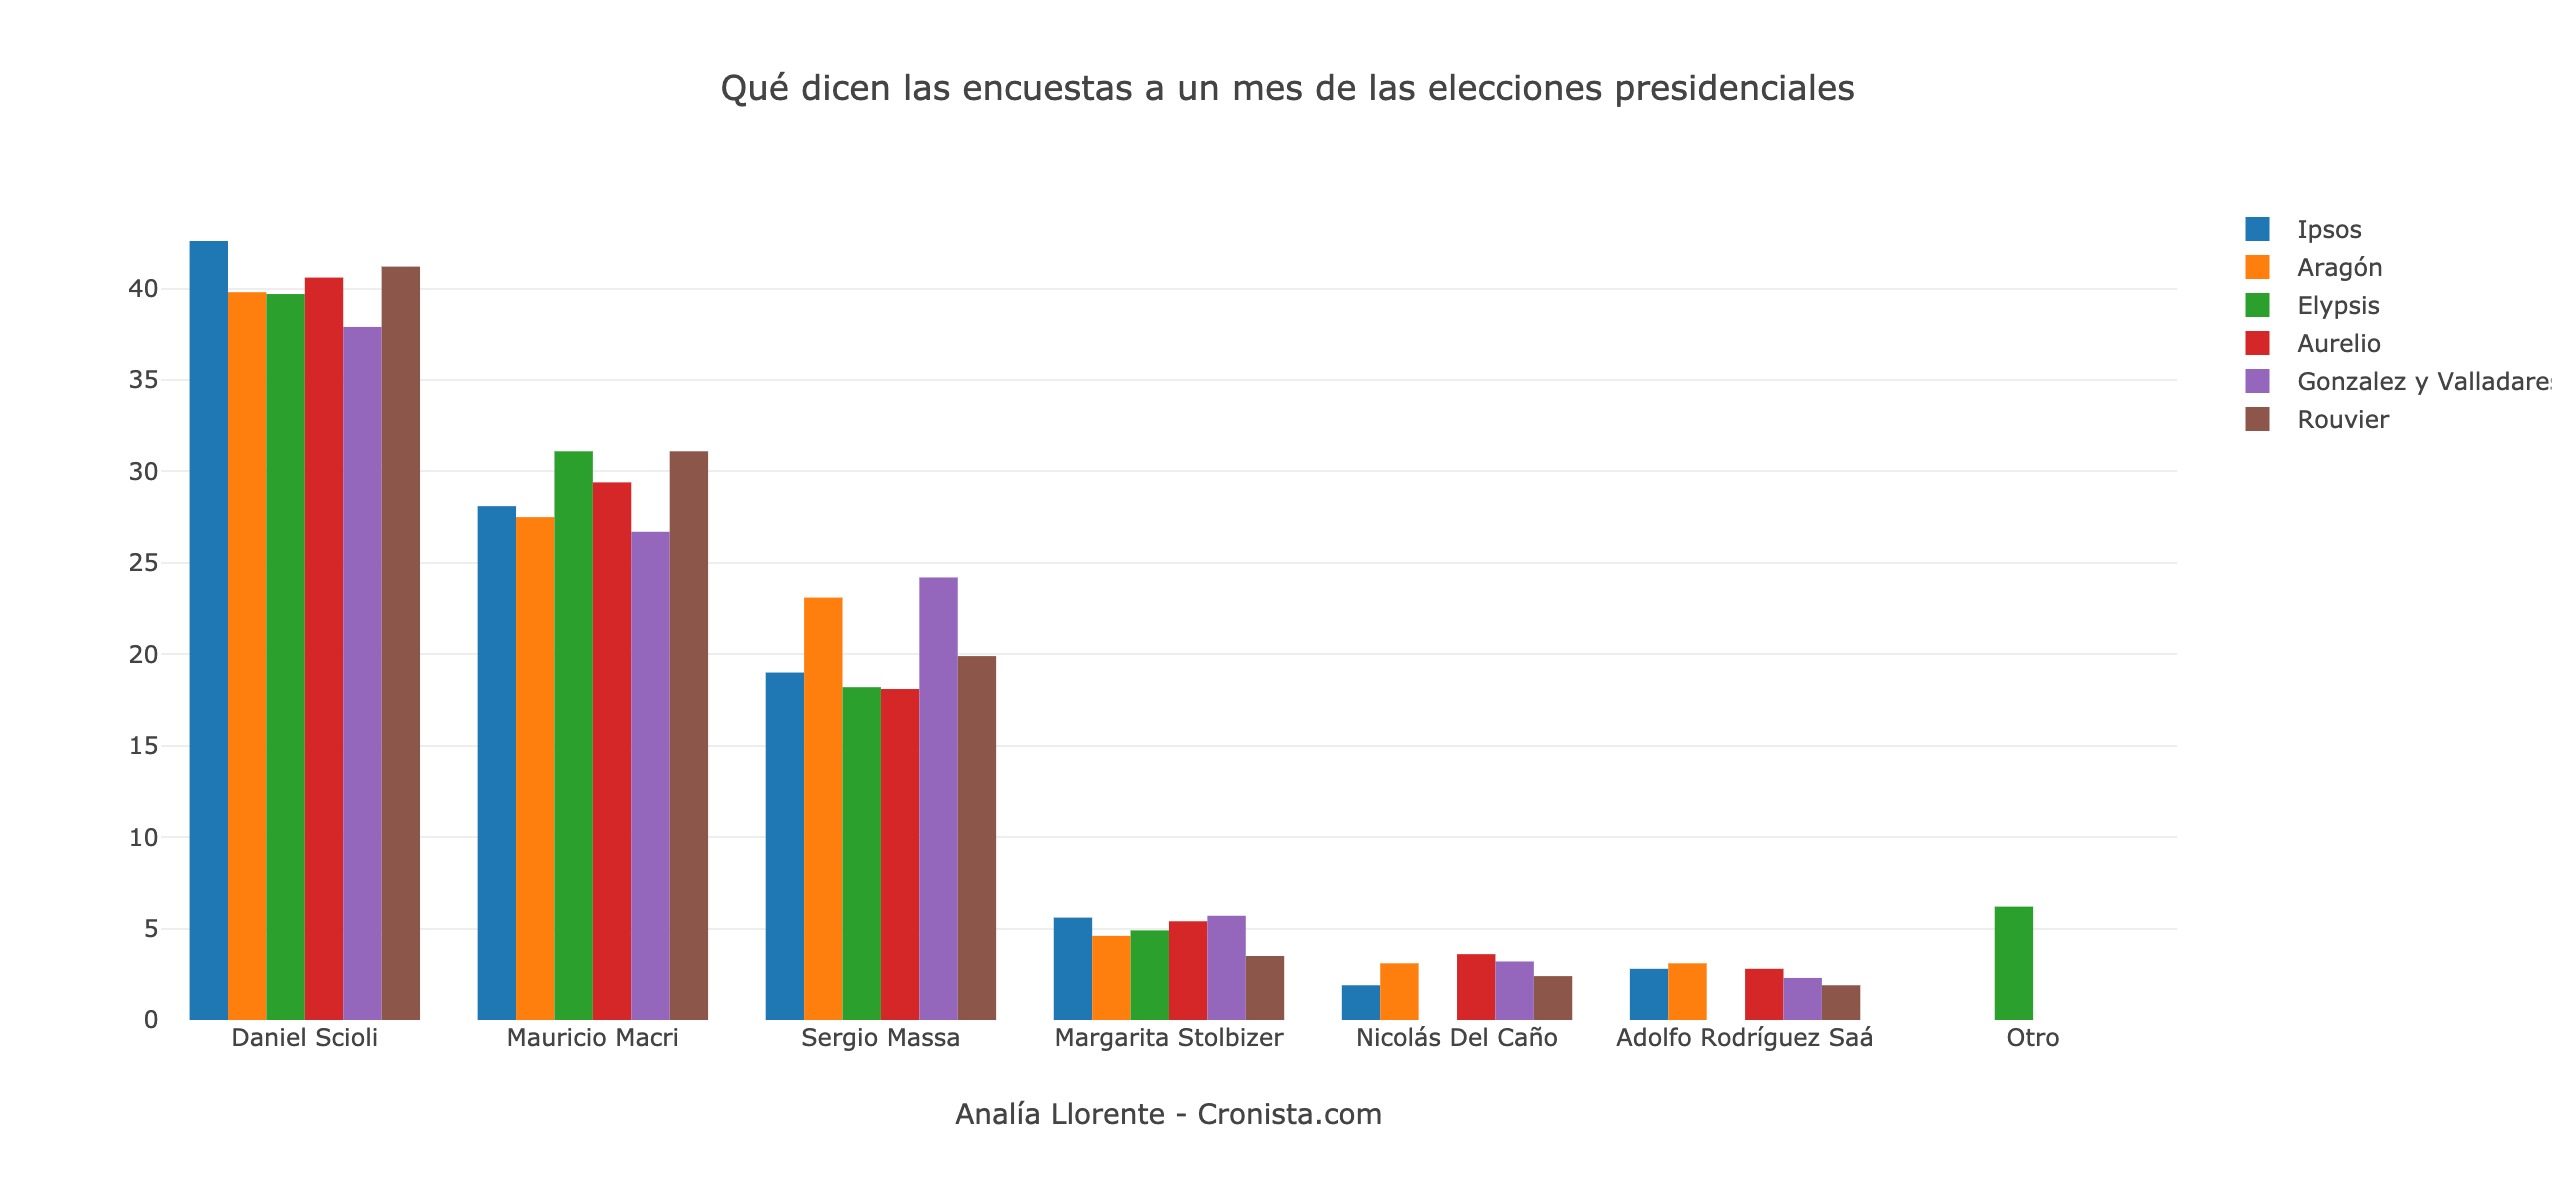 Qué dicen las encuestas a un mes de las elecciones presidenciales
Ipsos
Aragón
Elypsis
Aurelio
Gonzalez y Valladares
Rouvier
40
35
30
25
20
15
10
5
0
Daniel Scioli
Mauricio Macri
Sergio Massa
Margarita Stolbizer
Nicolás Del Caño
Adolfo Rodríguez Saá
Otro
Analía Llorente - Cronista.com